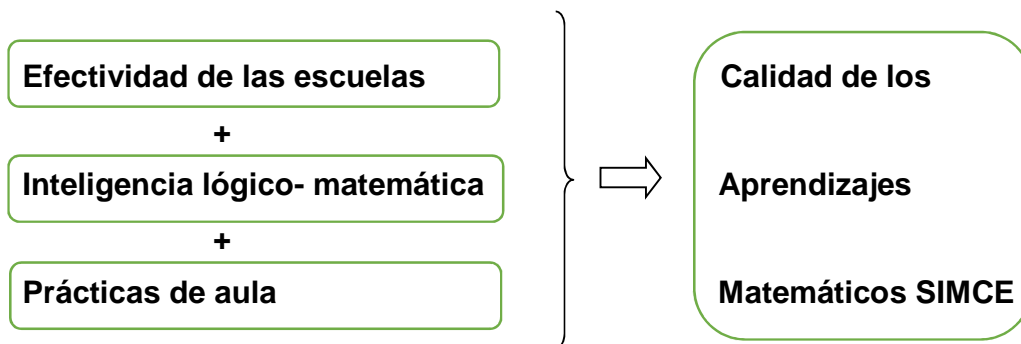 Efectividad de las escuelas
+
Inteligencia lógico- matemática
+
Prácticas de aula
Calidad de los
Aprendizajes
Matemáticos SIMCE